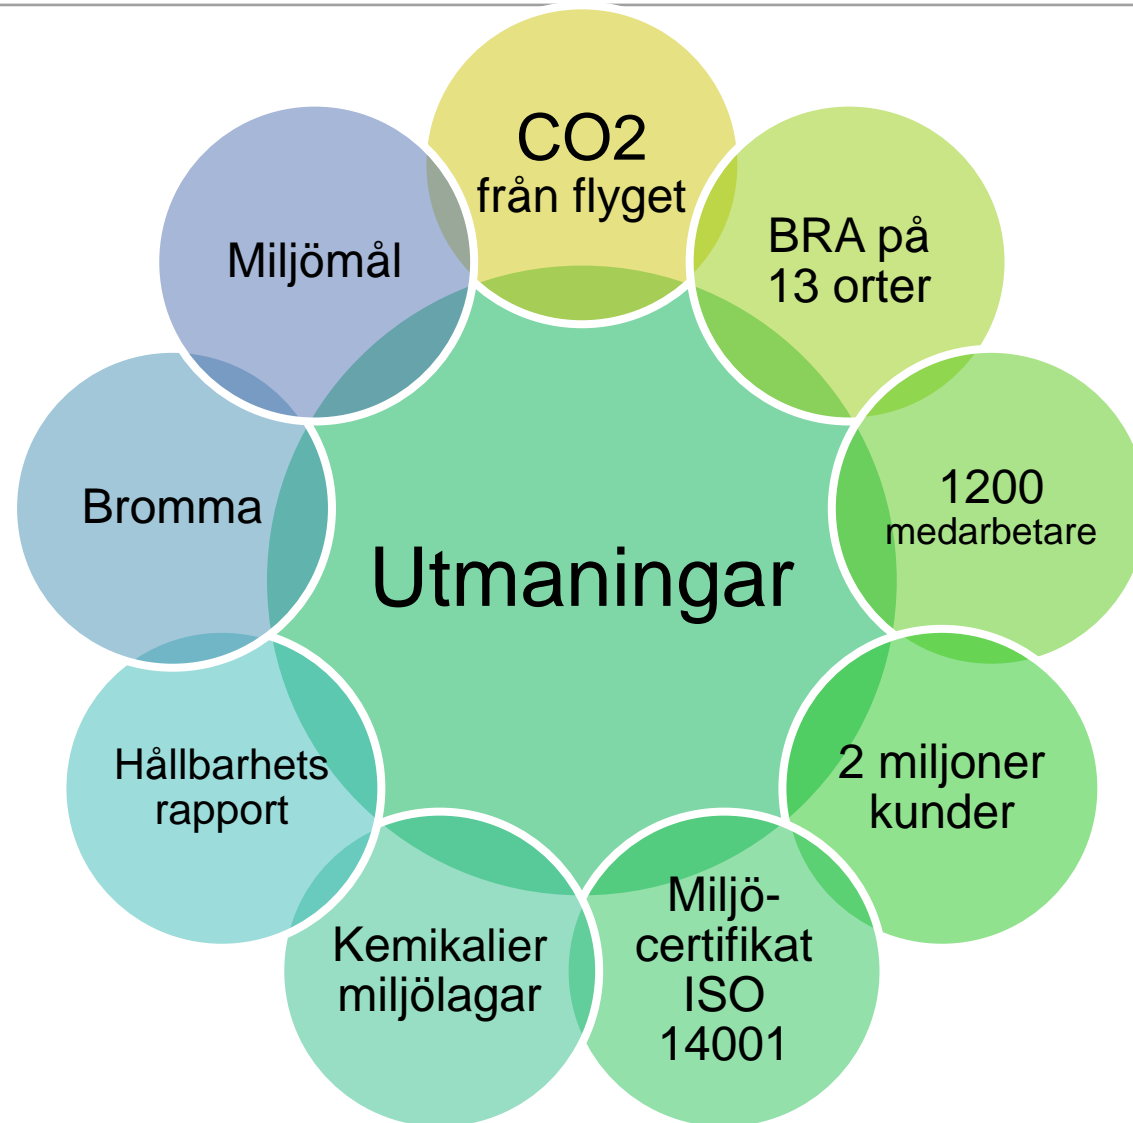 CO2
från flyget
BRA på
13 orter
1200
medarbetare
2 miljoner
kunder
Miljö-
certifikat
ISO
14001
Kemikalier
miljölagar
Hållbarhets
rapport
Bromma
Miljömål
Utmaningar